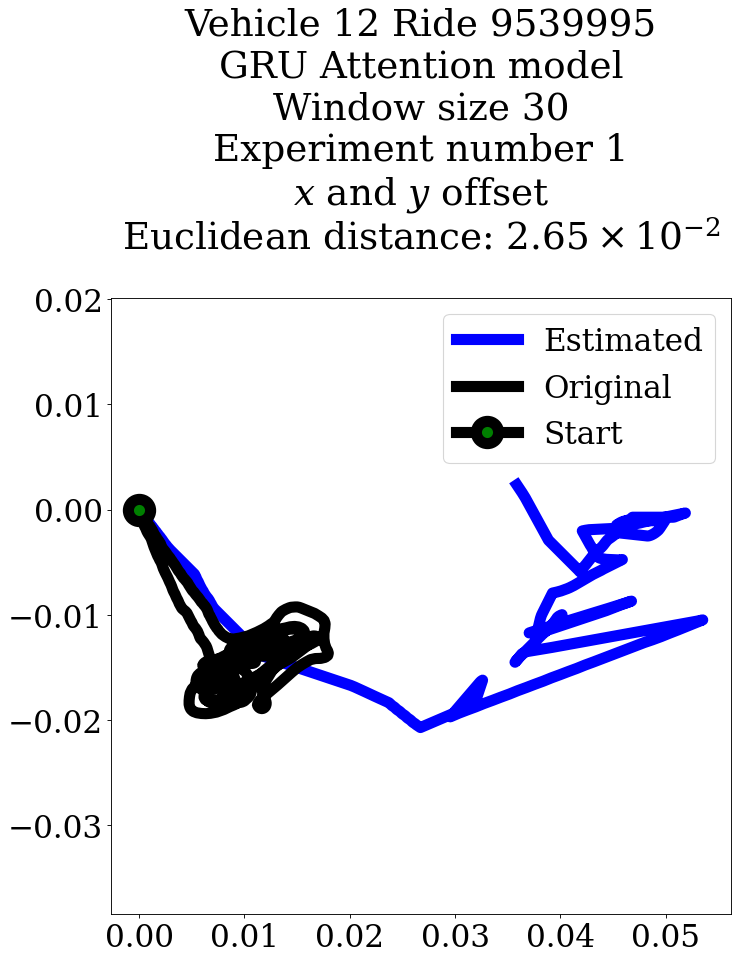 Vehicle 12 Ride 9539995
GRU Attention model
Window size 30
Experiment number 1
x and y offset
Euclidean distance: 2.65 × 10⁻²
Estimated
Original
Start
0.02
0.01
0.00
−0.01
−0.02
−0.03
0.00 0.01 0.02 0.03 0.04 0.05